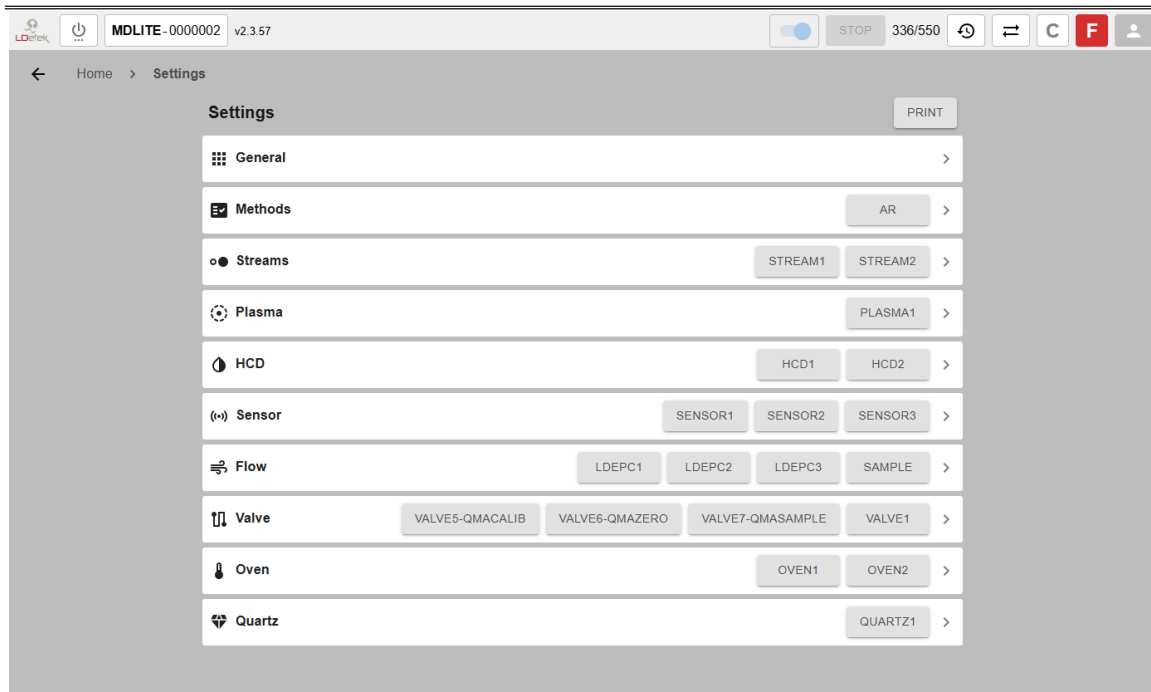 LDeTek MDLITE-0000002 v2.3.57 STOP 336/550 C F
Home > Settings
Settings PRINT
General
Methods AR
Streams STREAM1 STREAM2
Plasma PLASMA1
HCD HCD1 HCD2
Sensor SENSOR1 SENSOR2 SENSOR3
Flow LDEPC1 LDEPC2 LDEPC3 SAMPLE
Valve VALVE5-QMACALIB VALVE6-QMAZERO VALVE7-QMASAMPLE VALVE1
Oven OVEN1 OVEN2
Quartz QUARTZ1